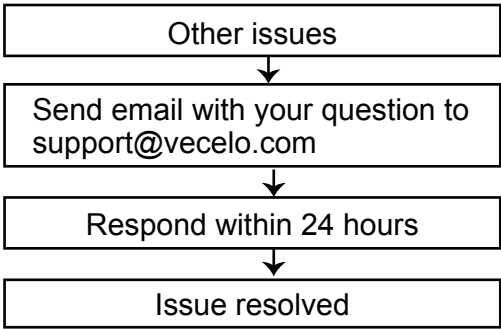 Other issues
Send email with your question to
support@vecelo.com
Respond within 24 hours
Issue resolved